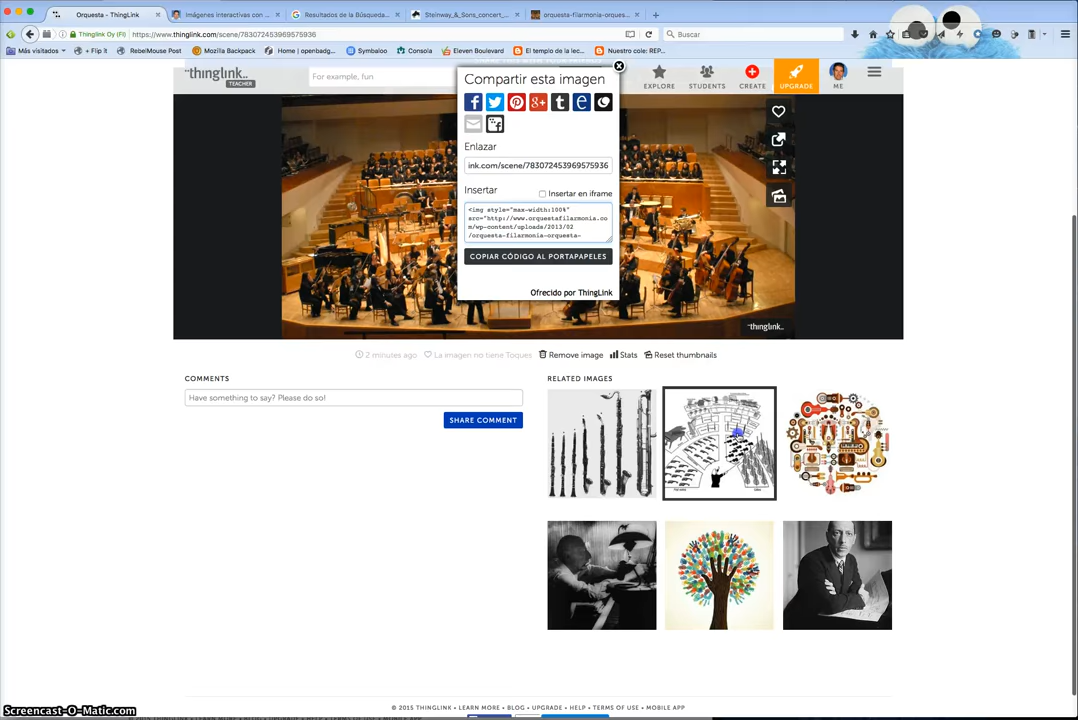 Orquesta - ThingLink
Imágenes interactivas con ...
Resultados de la Búsqueda...
Steinway_&_Sons_concert_...
orquesta-filarmonia-orques...
Thinglink Oy (FI)
https://www.thinglink.com/scene/783072453969575936
Buscar
Más visitados
+ Flip it
RebelMouse Post
Mozilla Backpack
Home | openbadg...
Symbaloo
Consola
Eleven Boulevard
El templo de la lec...
Nuestro cole: REP...
thinglink..
TEACHER
For example, fun
EXPLORE
STUDENTS
CREATE
UPGRADE
ME
Compartir esta imagen
Enlazar
ink.com/scene/783072453969575936
Insertar
Insertar en iframe
<img style="max-width:100%"
src="http://www.orquestafilarmonia.co
m/wp-content/uploads/2013/02
/orquesta-filarmonia-orquesta-
COPIAR CÓDIGO AL PORTAPAPELES
Ofrecido por ThingLink
thinglink..
2 minutes ago
La imagen no tiene Toques
Remove image
Stats
Reset thumbnails
COMMENTS
Have something to say? Please do so!
SHARE COMMENT
RELATED IMAGES
© 2015 THINGLINK • LEARN MORE • BLOG • UPGRADE • HELP • TERMS OF USE • MOBILE APP
Screencast-O-Matic.com